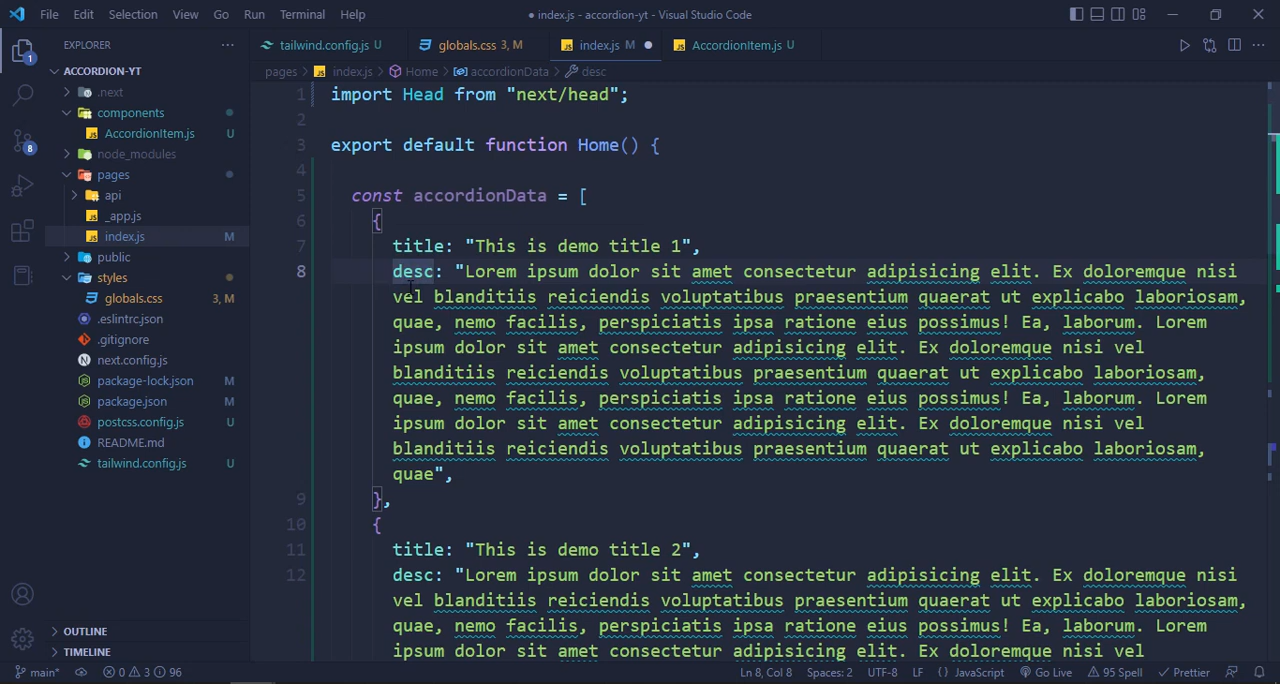 File Edit Selection View Go Run Terminal Help
● index.js - accordion-yt - Visual Studio Code
EXPLORER
ACCORDION-YT
.next
components
AccordionItem.js U
node_modules
pages
api
_app.js
index.js M
public
styles
globals.css 3, M
.eslintrc.json
.gitignore
next.config.js
package-lock.json M
package.json M
postcss.config.js U
README.md
tailwind.config.js U
OUTLINE
TIMELINE
1
8
tailwind.config.js U
globals.css 3, M
index.js M
AccordionItem.js U
pages > index.js > Home > accordionData > desc
1 import Head from "next/head";
2
3 export default function Home() {
4
5 const accordionData = [
6 {
7 title: "This is demo title 1",
8 desc: "Lorem ipsum dolor sit amet consectetur adipisicing elit. Ex doloremque nisi
vel blanditiis reiciendis voluptatibus praesentium quaerat ut explicabo laboriosam,
quae, nemo facilis, perspiciatis ipsa ratione eius possimus! Ea, laborum. Lorem
ipsum dolor sit amet consectetur adipisicing elit. Ex doloremque nisi vel
blanditiis reiciendis voluptatibus praesentium quaerat ut explicabo laboriosam,
quae, nemo facilis, perspiciatis ipsa ratione eius possimus! Ea, laborum. Lorem
ipsum dolor sit amet consectetur adipisicing elit. Ex doloremque nisi vel
blanditiis reiciendis voluptatibus praesentium quaerat ut explicabo laboriosam,
quae",
9 },
10 {
11 title: "This is demo title 2",
12 desc: "Lorem ipsum dolor sit amet consectetur adipisicing elit. Ex doloremque nisi
vel blanditiis reiciendis voluptatibus praesentium quaerat ut explicabo laboriosam,
quae, nemo facilis, perspiciatis ipsa ratione eius possimus! Ea, laborum. Lorem
ipsum dolor sit amet consectetur adipisicing elit. Ex doloremque nisi vel
main* 0 3 96
Ln 8, Col 8 Spaces: 2 UTF-8 LF {} JavaScript Go Live 95 Spell Prettier